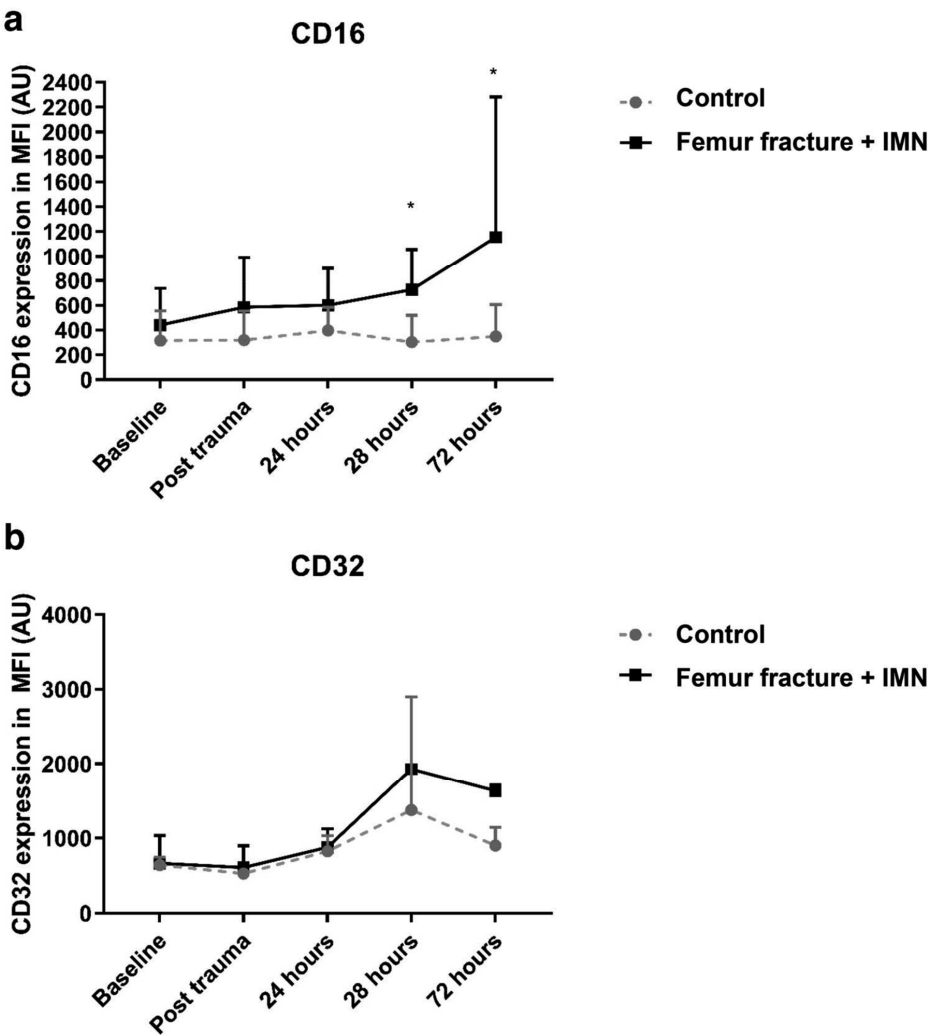 a
CD16
CD16 expression in MFI (AU)
2400
2200
2000
1800
1600
1400
1200
1000
800
600
400
200
0
*
*
Baseline
Post trauma
24 hours
28 hours
72 hours
Control
Femur fracture + IMN
b
CD32
CD32 expression in MFI (AU)
4000
3000
2000
1000
0
Baseline
Post trauma
24 hours
28 hours
72 hours
Control
Femur fracture + IMN